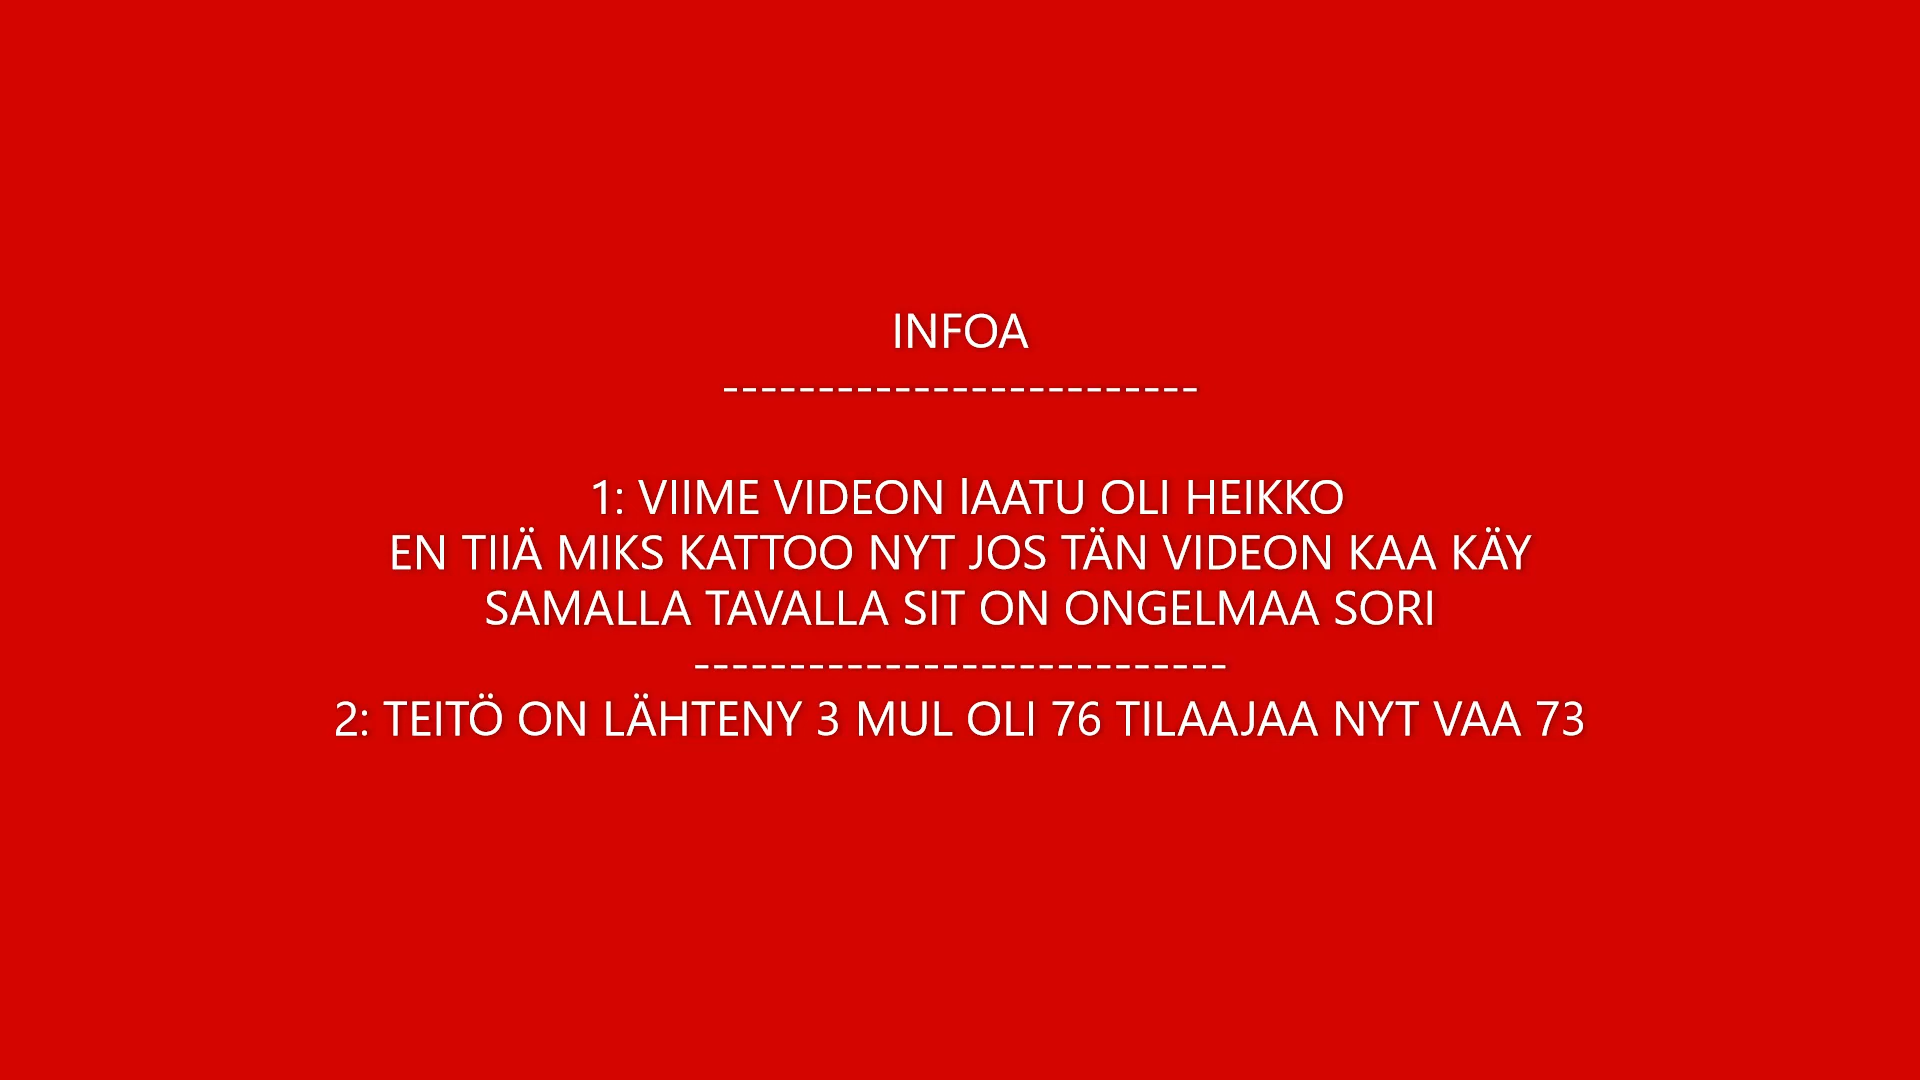 INFOA
-------------------------
1: VIIME VIDEON lAATU OLI HEIKKO
EN TIIÄ MIKS KATTOO NYT JOS TÄN VIDEON KAA KÄY
SAMALLA TAVALLA SIT ON ONGELMAA SORI
----------------------------
2: TEITÖ ON LÄHTENY 3 MUL OLI 76 TILAAJAA NYT VAA 73